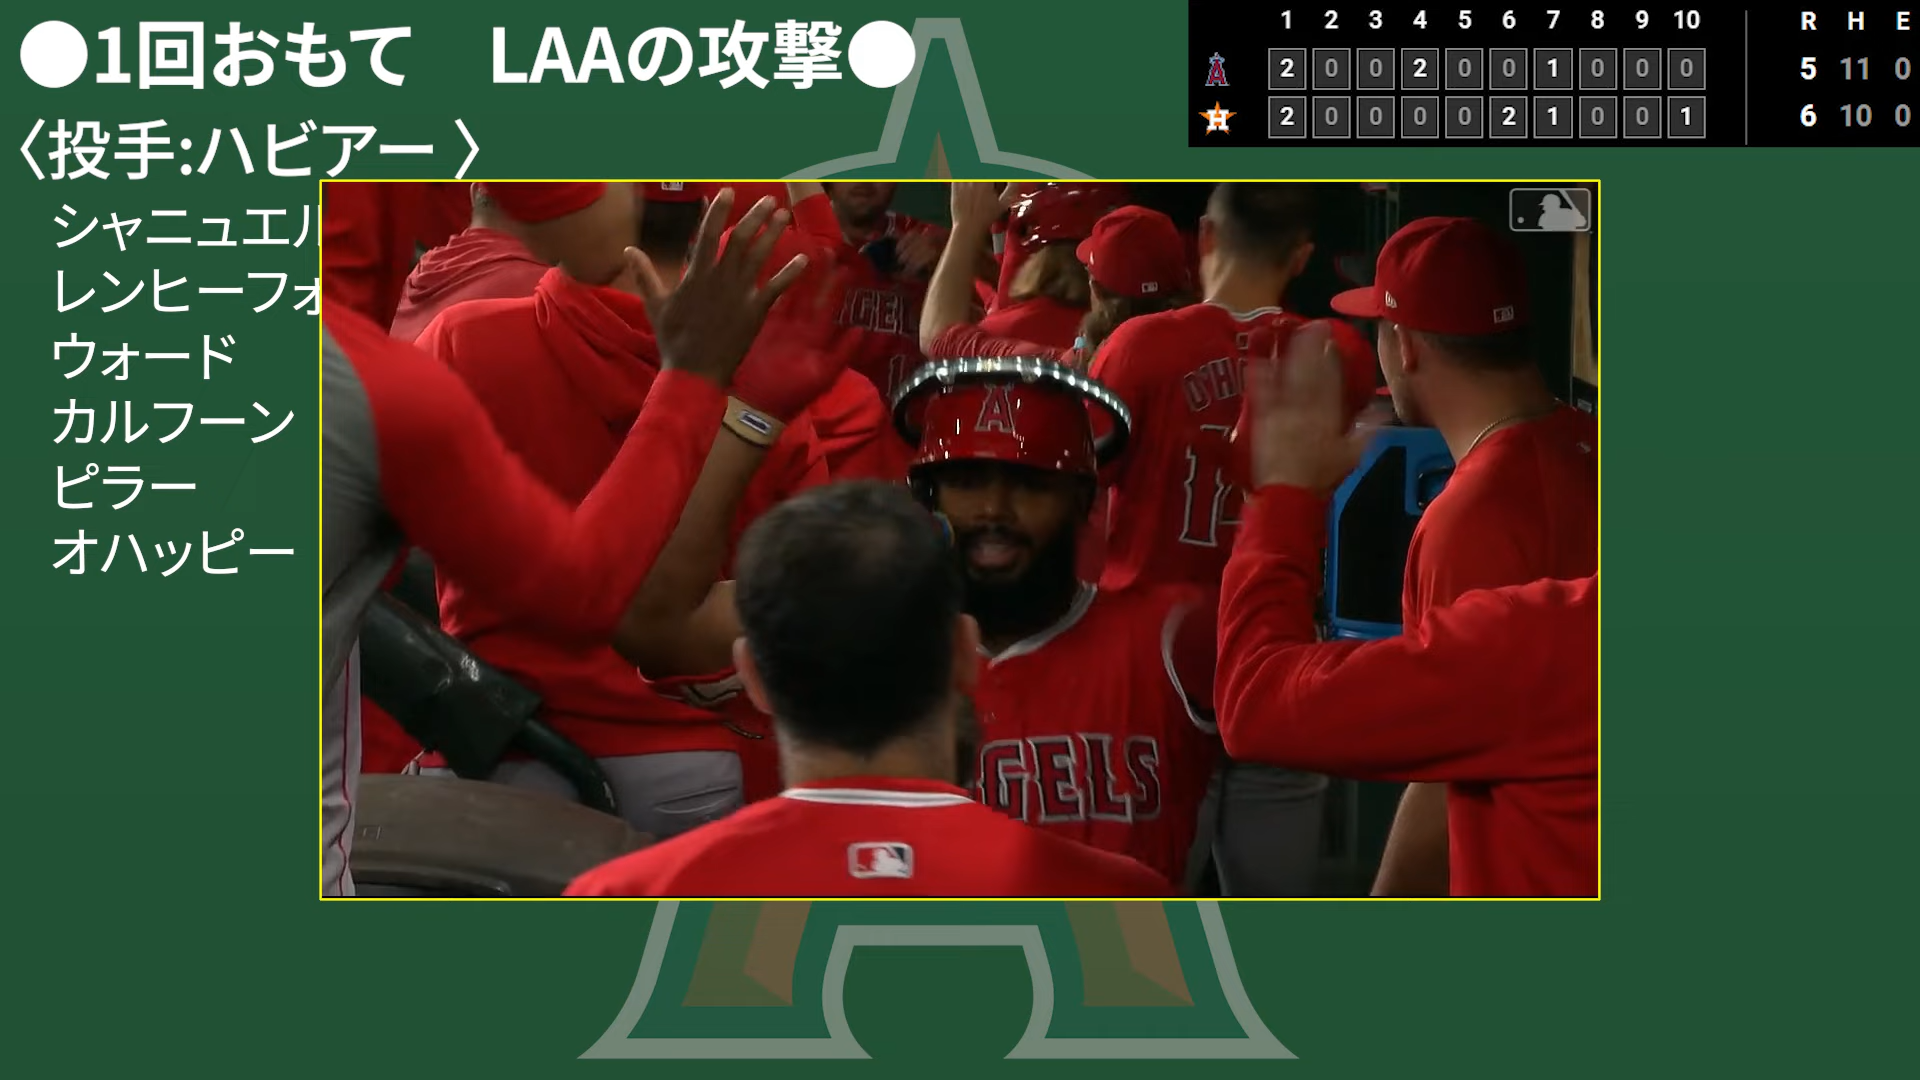 ●1回おもて　LAAの攻撃●
〈投手:ハビアー 〉
シャニュエル
レンヒーフォ
ウォード
カルフーン
ピラー
オハッピー
1 2 3 4 5 6 7 8 9 10 R H E
2 0 0 2 0 0 1 0 0 0 5 11 0
2 0 0 0 0 2 1 0 0 1 6 10 0
A
GELS